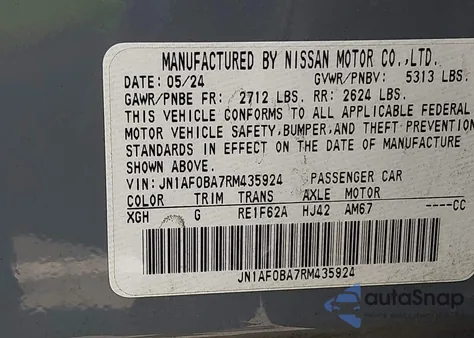 MANUFACTURED BY NISSAN MOTOR CO.,LTD.
DATE: 05/24 GVWR/PNBV: 5313 LBS.
GAWR/PNBE FR: 2712 LBS. RR: 2624 LBS.
THIS VEHICLE CONFORMS TO ALL APPLICABLE FEDERAL
MOTOR VEHICLE SAFETY, BUMPER, AND THEFT PREVENTION
STANDARDS IN EFFECT ON THE DATE OF MANUFACTURE
SHOWN ABOVE.
VIN: JN1AF0BA7RM435924 PASSENGER CAR
COLOR TRIM TRANS AXLE MOTOR
XGH G RE1F62A HJ42 AM67 ----CC
JN1AF0BA7RM435924
autoSnap